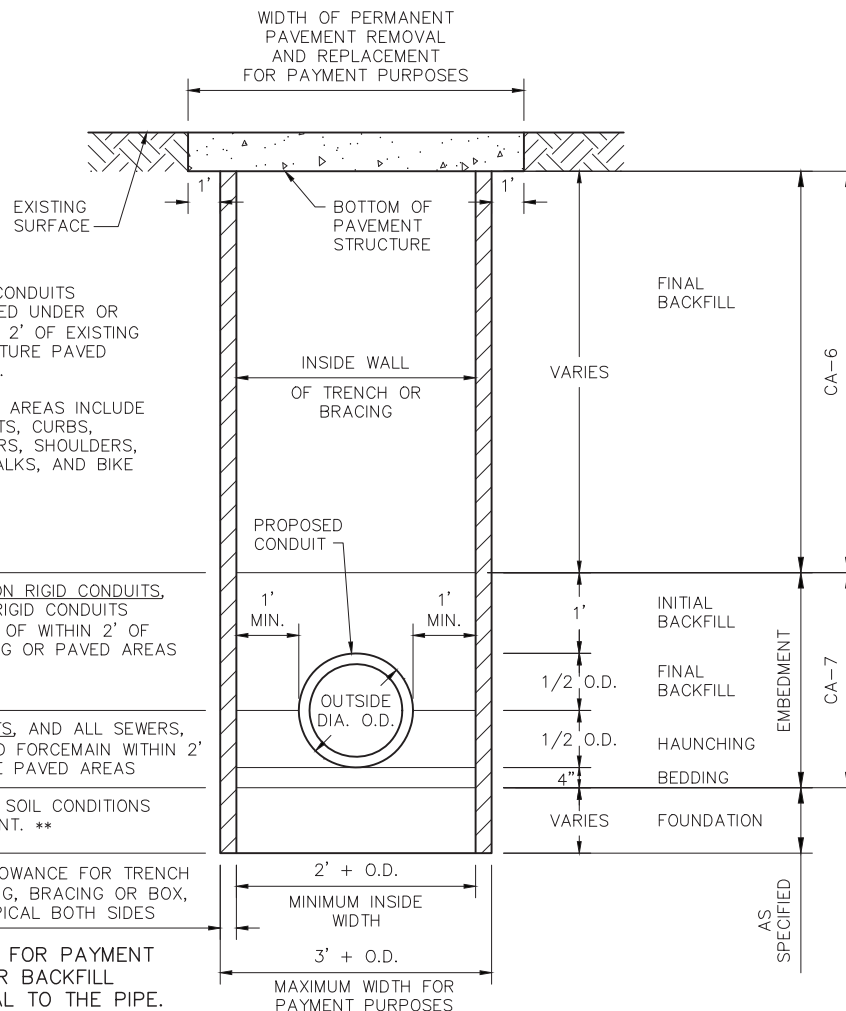 WIDTH OF PERMANENT
PAVEMENT REMOVAL
AND REPLACEMENT
FOR PAYMENT PURPOSES
1'
1'
EXISTING
SURFACE
BOTTOM OF
PAVEMENT
STRUCTURE
CONDUITS
ED UNDER OR
2' OF EXISTING
TURE PAVED
.
AREAS INCLUDE
TS, CURBS,
RS, SHOULDERS,
ALKS, AND BIKE
INSIDE WALL
OF TRENCH OR
BRACING
VARIES
FINAL
BACKFILL
CA-6
PROPOSED
CONDUIT
ON RIGID CONDUITS,
RIGID CONDUITS
OF WITHIN 2' OF
G OR PAVED AREAS
1'
MIN.
1'
MIN.
1'
INITIAL
BACKFILL
1/2 O.D.
FINAL
BACKFILL
OUTSIDE
DIA. O.D.
EMBEDMENT
CA-7
TS, AND ALL SEWERS,
D FORCEMAIN WITHIN 2'
E PAVED AREAS
1/2 O.D.
HAUNCHING
4"
BEDDING
SOIL CONDITIONS
NT. **
VARIES
FOUNDATION
OWANCE FOR TRENCH
G, BRACING OR BOX,
PICAL BOTH SIDES
2' + O.D.
MINIMUM INSIDE
WIDTH
AS
SPECIFIED
FOR PAYMENT
R BACKFILL
AL TO THE PIPE.
3' + O.D.
MAXIMUM WIDTH FOR
PAYMENT PURPOSES